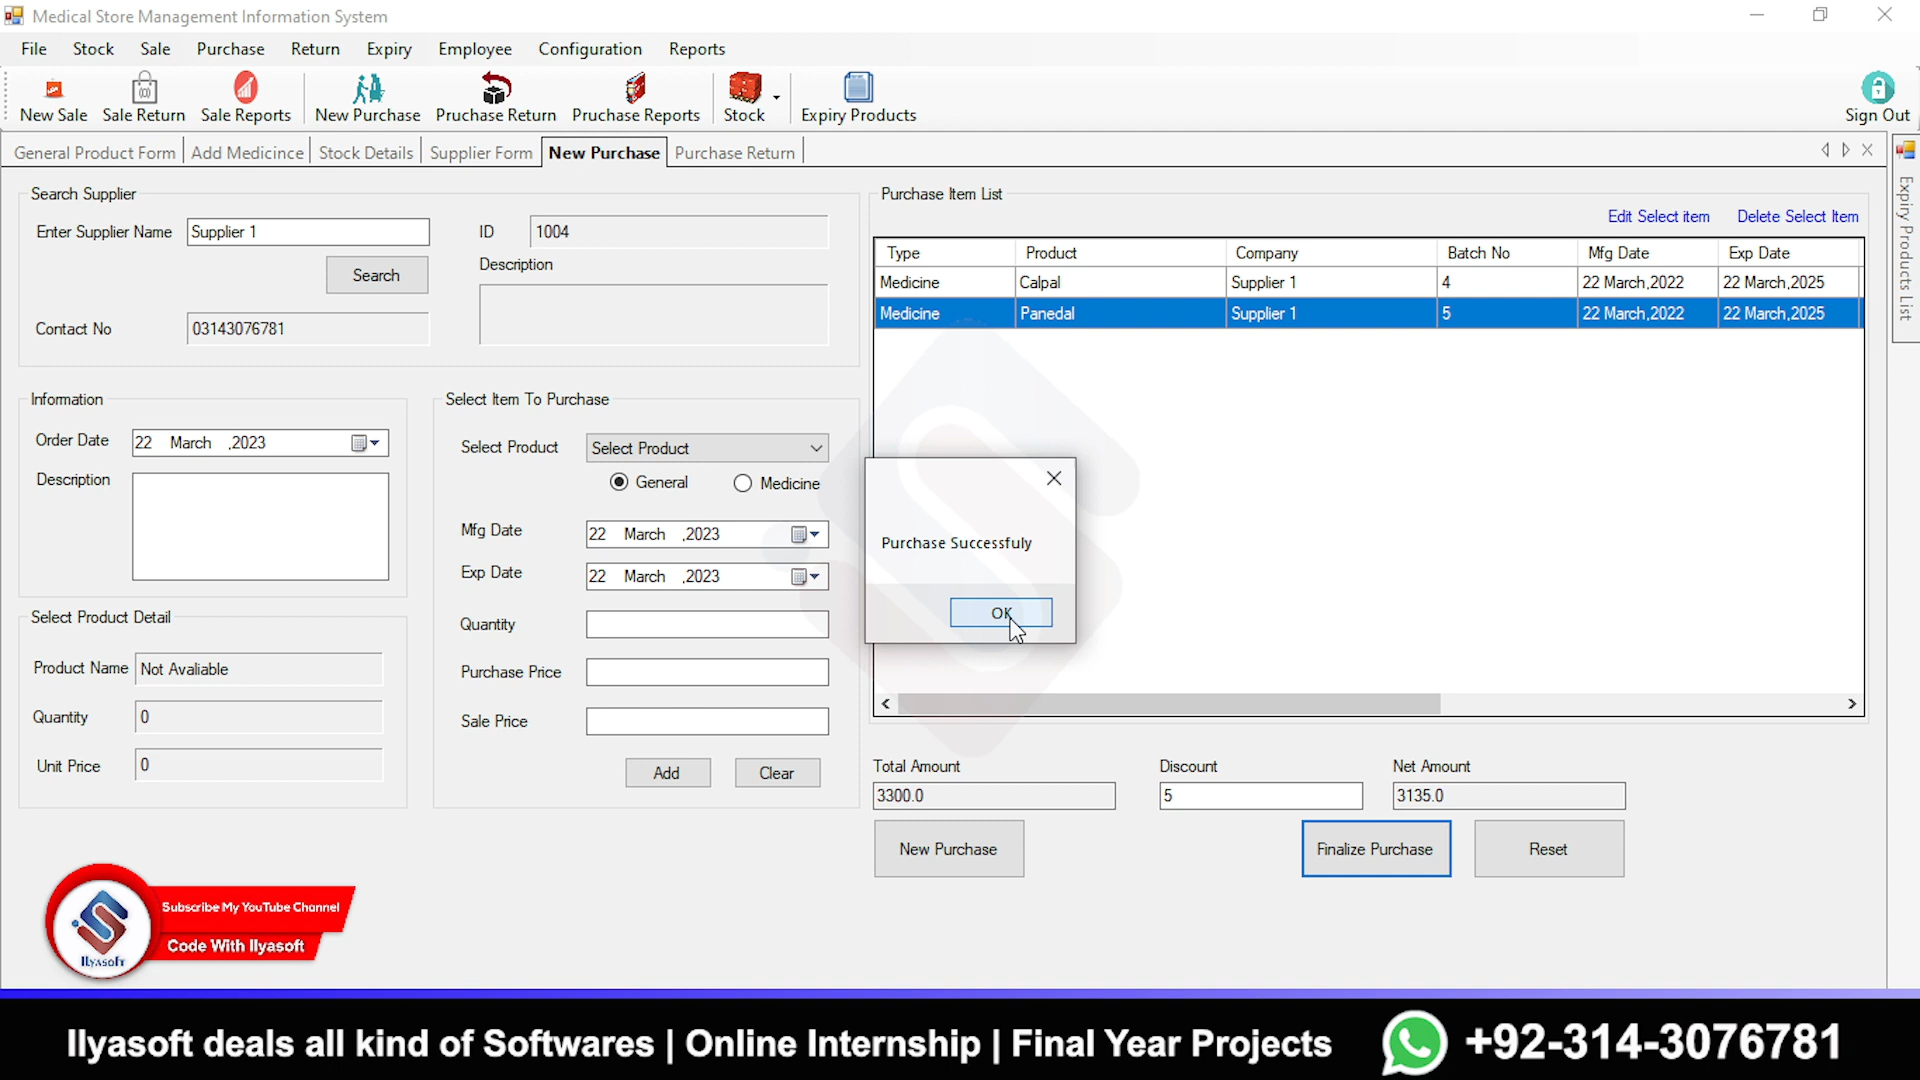 Medical Store Management Information System
File Stock Sale Purchase Return Expiry Employee Configuration Reports
New Sale Sale Return Sale Reports New Purchase Pruchase Return Pruchase Reports Stock Expiry Products Sign Out
General Product Form Add Medicince Stock Details Supplier Form New Purchase Purchase Return
Expiry Products List
Search Supplier
Enter Supplier Name Supplier 1 ID 1004
Search
Description
Contact No 03143076781
Information
Order Date 22 March ,2023
Description
Select Product Detail
Product Name Not Avaliable
Quantity 0
Unit Price 0
Select Item To Purchase
Select Product Select Product
General Medicine
Mfg Date 22 March ,2023
Exp Date 22 March ,2023
Quantity
Purchase Price
Sale Price
Add Clear
Purchase Item List
Edit Select item Delete Select Item
Type Product Company Batch No Mfg Date Exp Date
Medicine Calpal Supplier 1 4 22 March,2022 22 March,2025
Medicine Panedal Supplier 1 5 22 March,2022 22 March,2025
Purchase Successfuly
OK
Total Amount Discount Net Amount
3300.0 5 3135.0
New Purchase Finalize Purchase Reset
Subscribe My YouTube Channel
Code With Ilyasoft
Ilyasoft
Ilyasoft deals all kind of Softwares | Online Internship | Final Year Projects +92-314-3076781